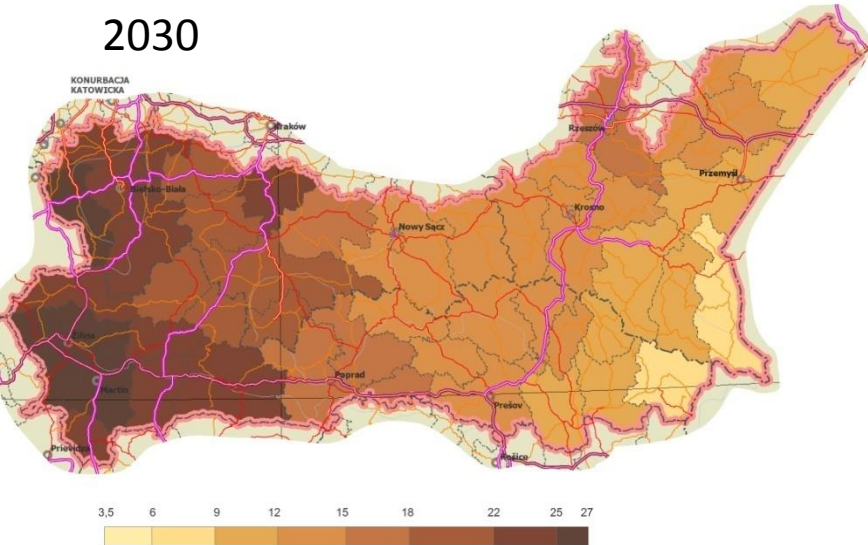 2030
KONURBACJA
KATOWICKA
Kraków
Rzeszów
Bielsko-Biała
Przemyśl
Krosno
Nowy Sącz
Žilina
Poprad
Martin
Prešov
Prievidza
Košice
3,5 6 9 12 15 18 22 25 27